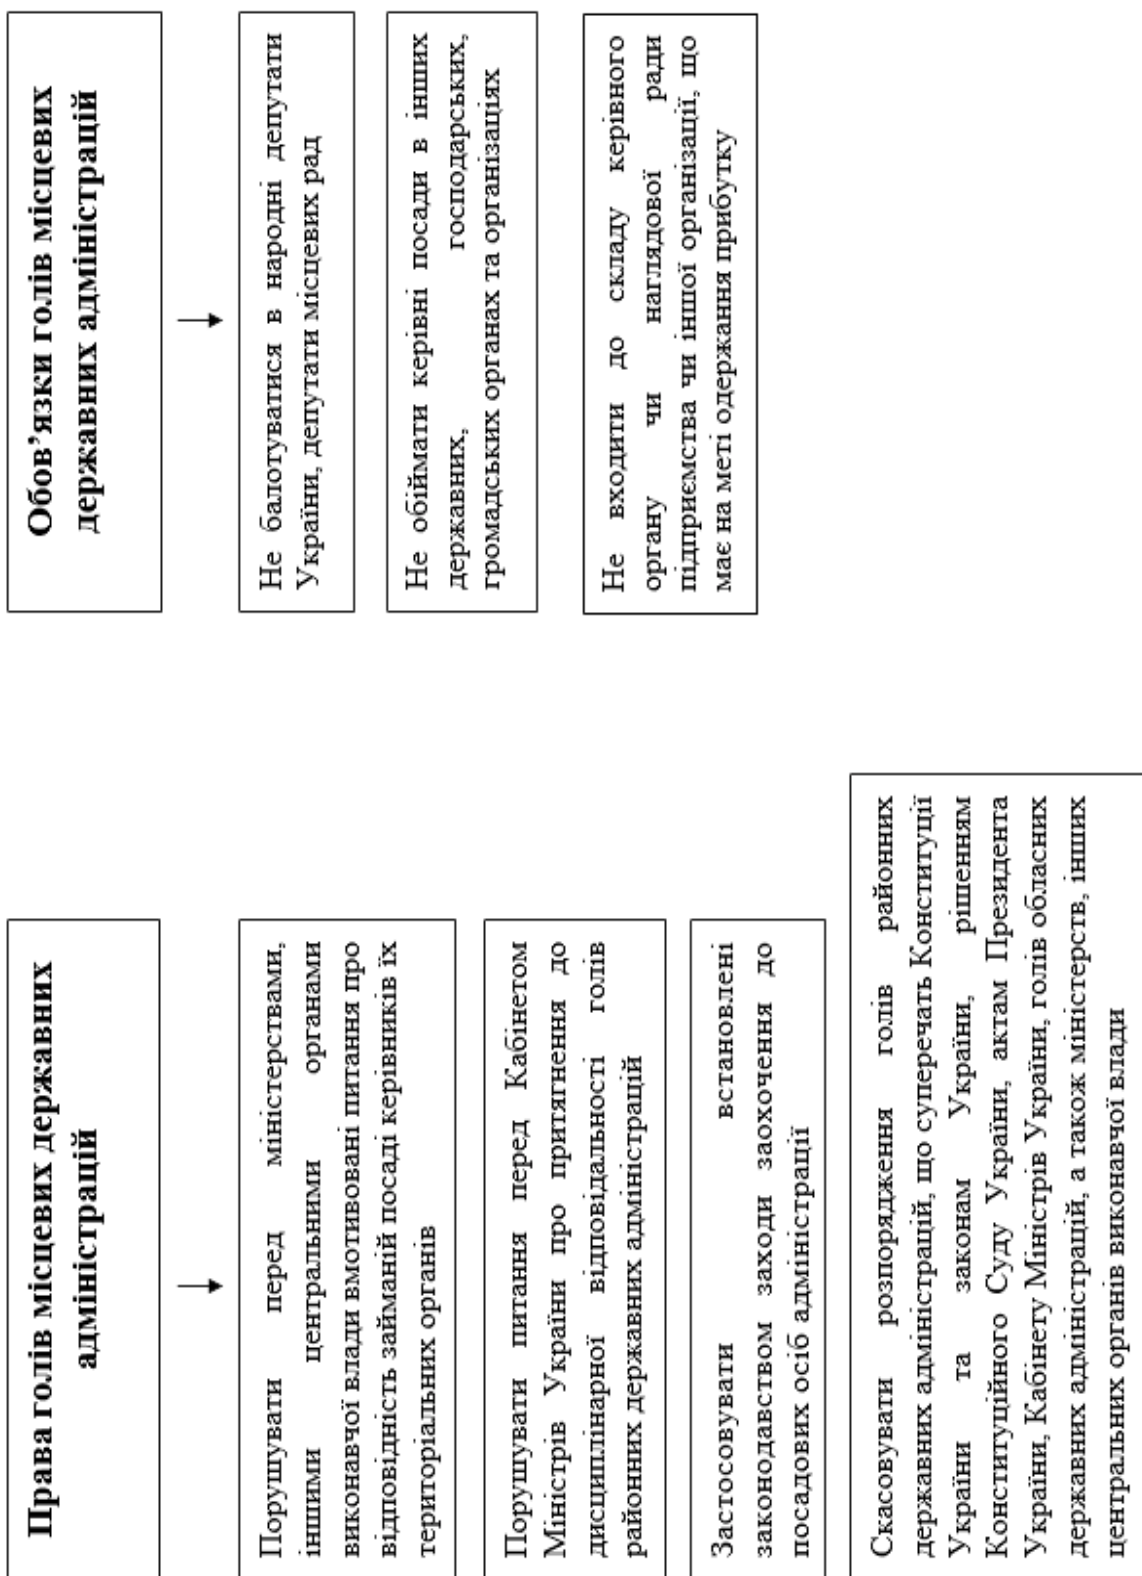 Права голів місцевих державних
адміністрацій
Порушувати перед міністерствами,
іншими центральними органами
виконавчої влади вмотивовані питання про
відповідність займаній посаді керівників їх
територіальних органів
Порушувати питання перед Кабінетом
Міністрів України про притягнення до
дисциплінарної відповідальності голів
районних державних адміністрацій
Застосовувати встановлені
законодавством заходи заохочення до
посадових осіб адміністрації
Скасовувати розпорядження голів районних
державних адміністрацій, що суперечать Конституції
України та законам України, рішенням
Конституційного Суду України, актам Президента
України, Кабінету Міністрів України, голів обласних
державних адміністрацій, а також міністерств, інших
центральних органів виконавчої влади
Обов’язки голів місцевих
державних адміністрацій
Не балотуватися в народні депутати
України, депутати місцевих рад
Не обіймати керівні посади в інших
державних, господарських,
громадських органах та організаціях
Не входити до складу керівного
органу чи наглядової ради
підприємства чи іншої організації, що
має на меті одержання прибутку